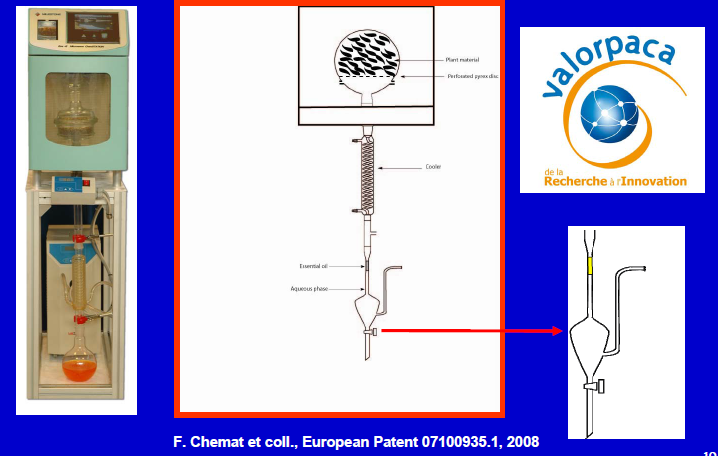 Plant material
Perforated pyrex disc
Cooler
Essential oil
Aqueous phase
valorpaca
de la
Recherche à l'Innovation
F. Chemat et coll., European Patent 07100935.1, 2008